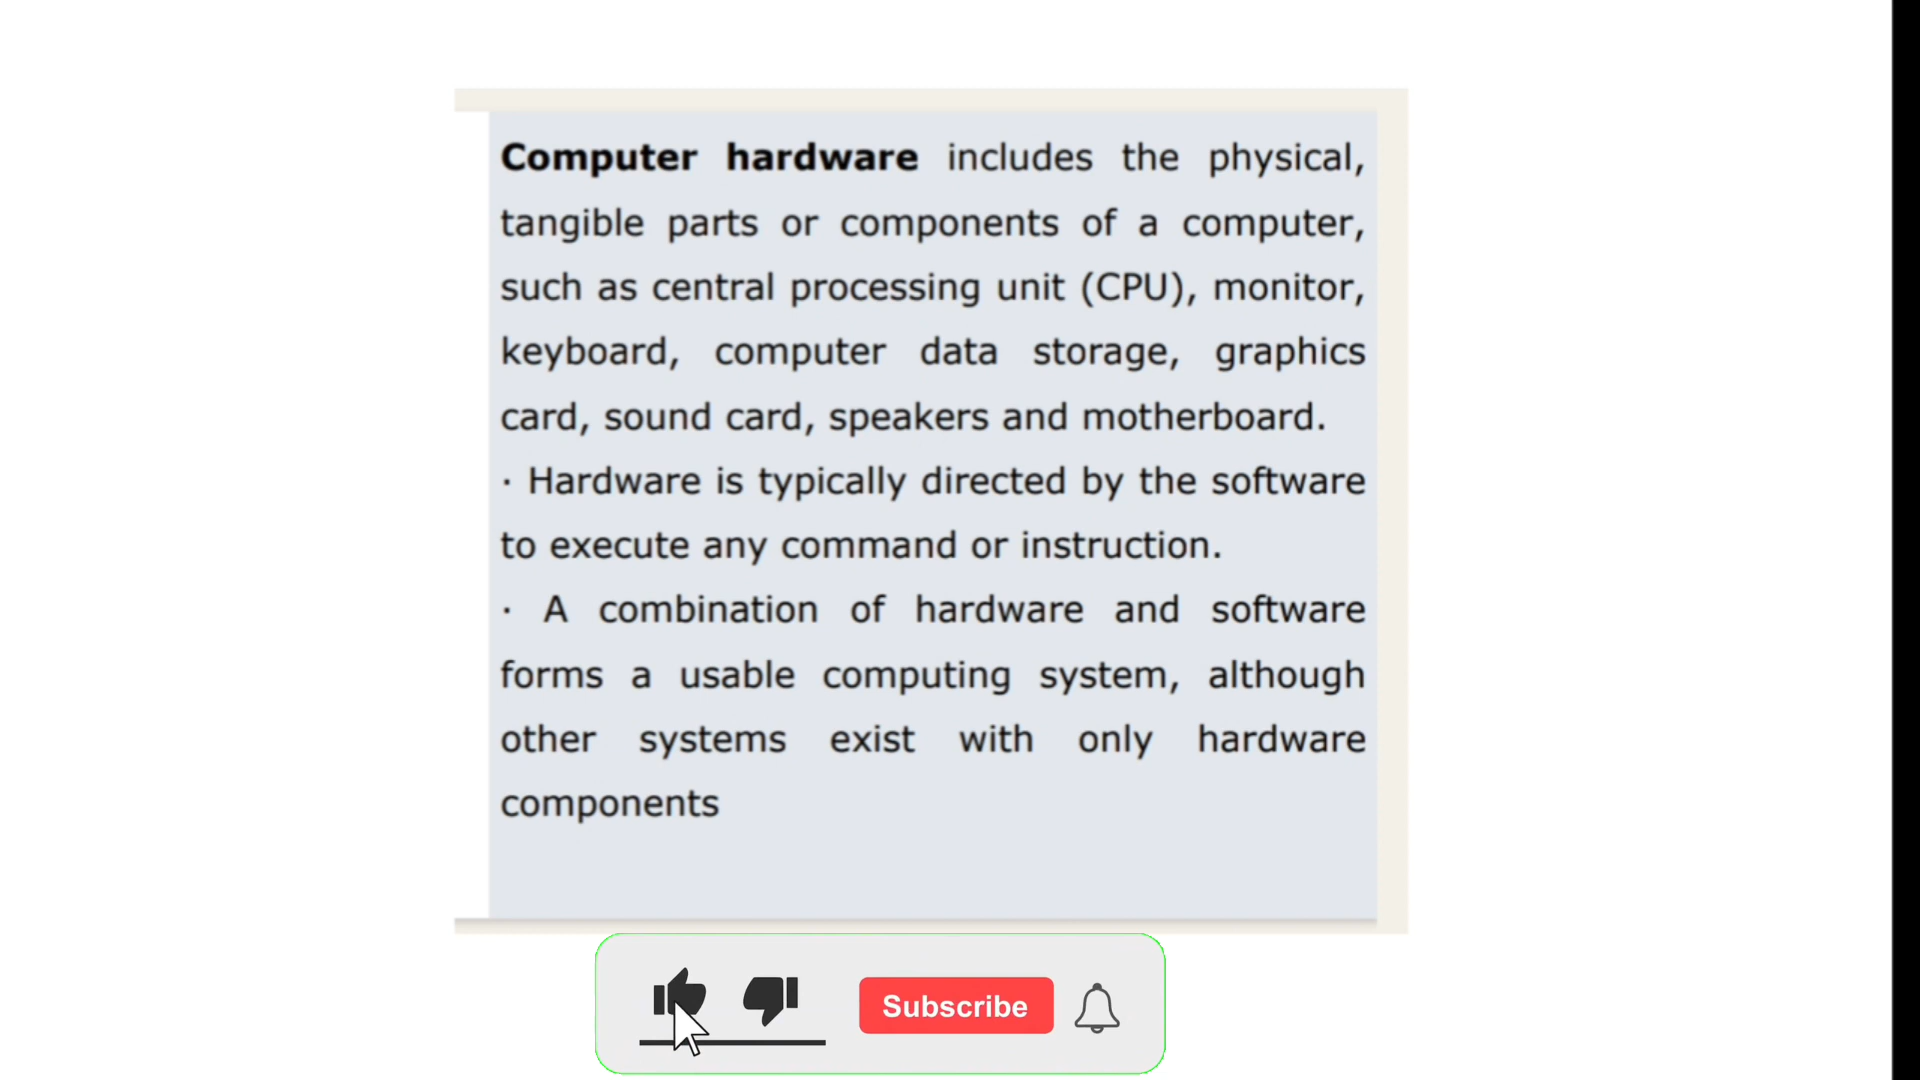 Computer hardware includes the physical,
tangible parts or components of a computer,
such as central processing unit (CPU), monitor,
keyboard, computer data storage, graphics
card, sound card, speakers and motherboard.
· Hardware is typically directed by the software
to execute any command or instruction.
· A combination of hardware and software
forms a usable computing system, although
other systems exist with only hardware
components
Subscribe